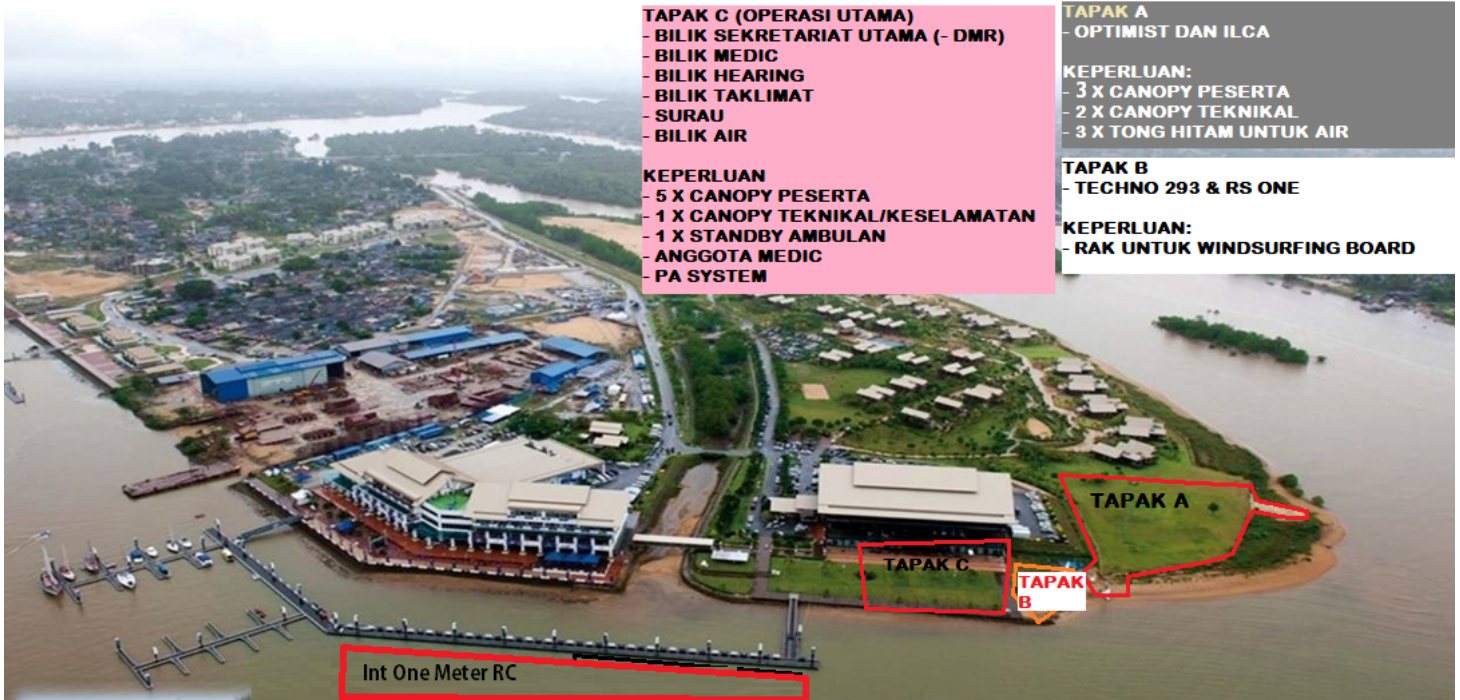 TAPAK C (OPERASI UTAMA)
- BILIK SEKRETARIAT UTAMA (- DMR)
- BILIK MEDIC
- BILIK HEARING
- BILIK TAKLIMAT
- SURAU
- BILIK AIR
KEPERLUAN
- 5 X CANOPY PESERTA
- 1 X CANOPY TEKNIKAL/KESELAMATAN
- 1 X STANDBY AMBULAN
- ANGGOTA MEDIC
- PA SYSTEM
TAPAK A
- OPTIMIST DAN ILCA
KEPERLUAN:
- 3 X CANOPY PESERTA
- 2 X CANOPY TEKNIKAL
- 3 X TONG HITAM UNTUK AIR
TAPAK B
- TECHNO 293 & RS ONE
KEPERLUAN:
- RAK UNTUK WINDSURFING BOARD
TAPAK A
TAPAK C
TAPAK
B
Int One Meter RC